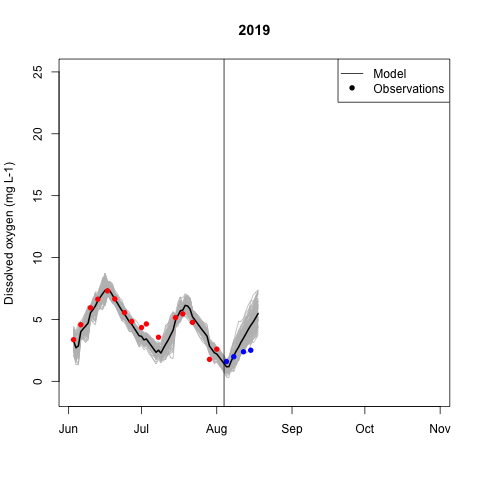 2019
Model
Observations
Dissolved oxygen (mg L-1)
25
20
15
10
5
0
Jun Jul Aug Sep Oct Nov